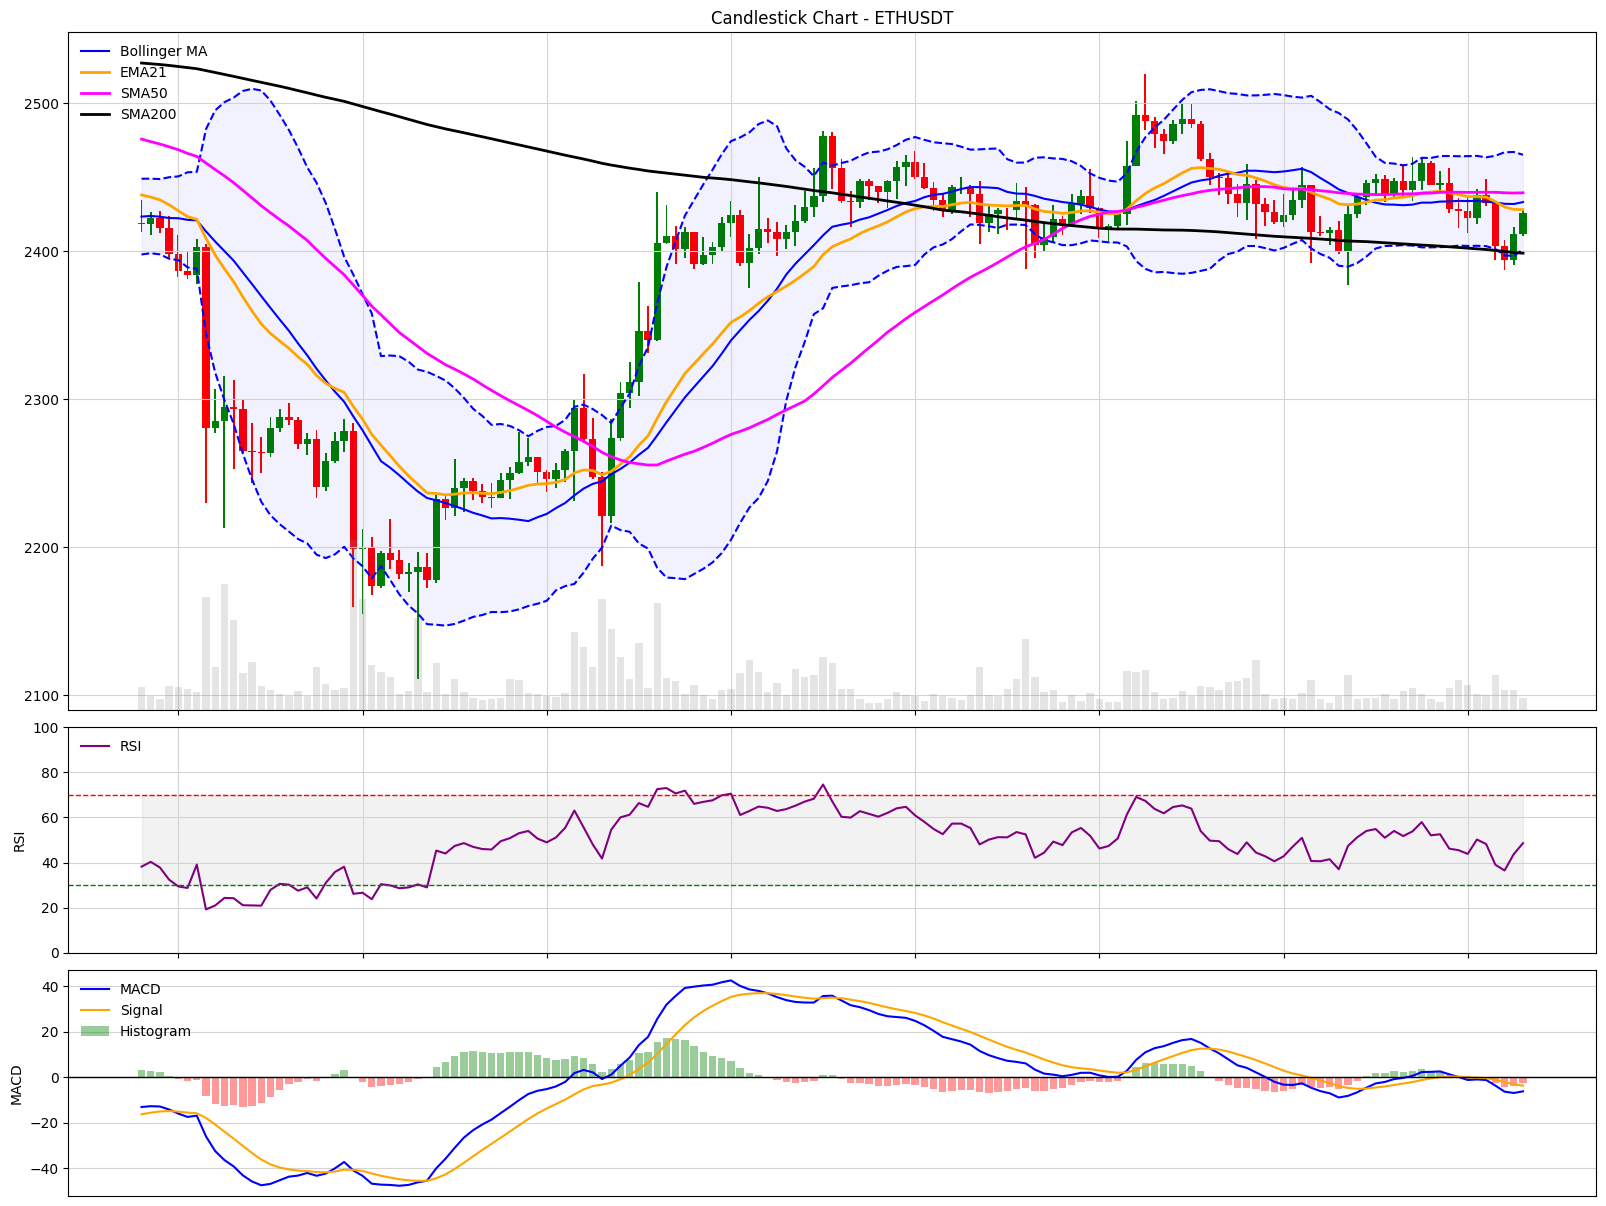 Candlestick Chart - ETHUSDT
Bollinger MA
EMA21
SMA50
SMA200
2500
2400
2300
2200
2100
100
80
60
40
20
0
RSI
RSI
40
20
0
−20
−40
MACD
MACD
Signal
Histogram